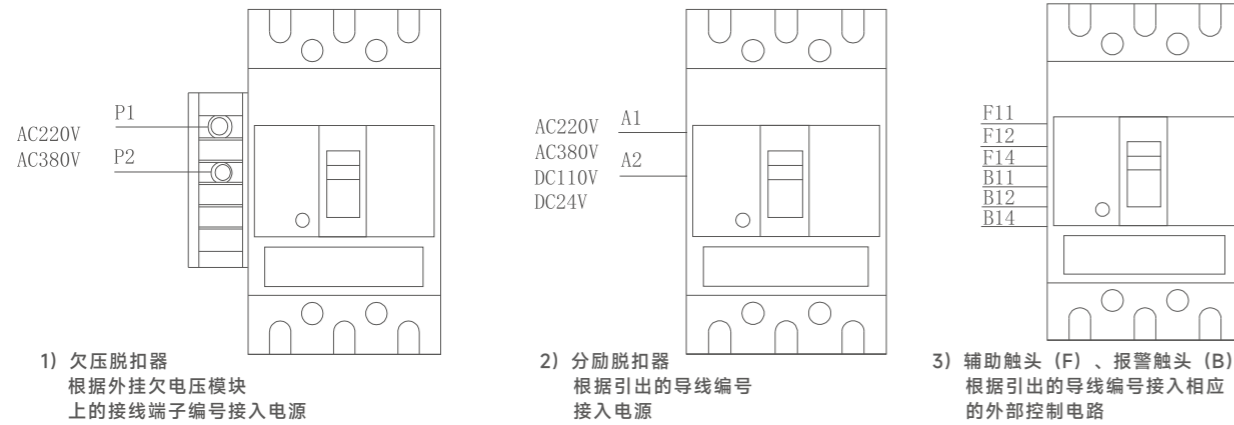 P1
AC220V
AC380V P2
1）欠压脱扣器
根据外挂欠电压模块
上的接线端子编号接入电源
AC220V A1
AC380V A2
DC110V
DC24V
2）分励脱扣器
根据引出的导线编号
接入电源
F11
F12
F14
B11
B12
B14
3）辅助触头（F）、报警触头（B）
根据引出的导线编号接入相应
的外部控制电路